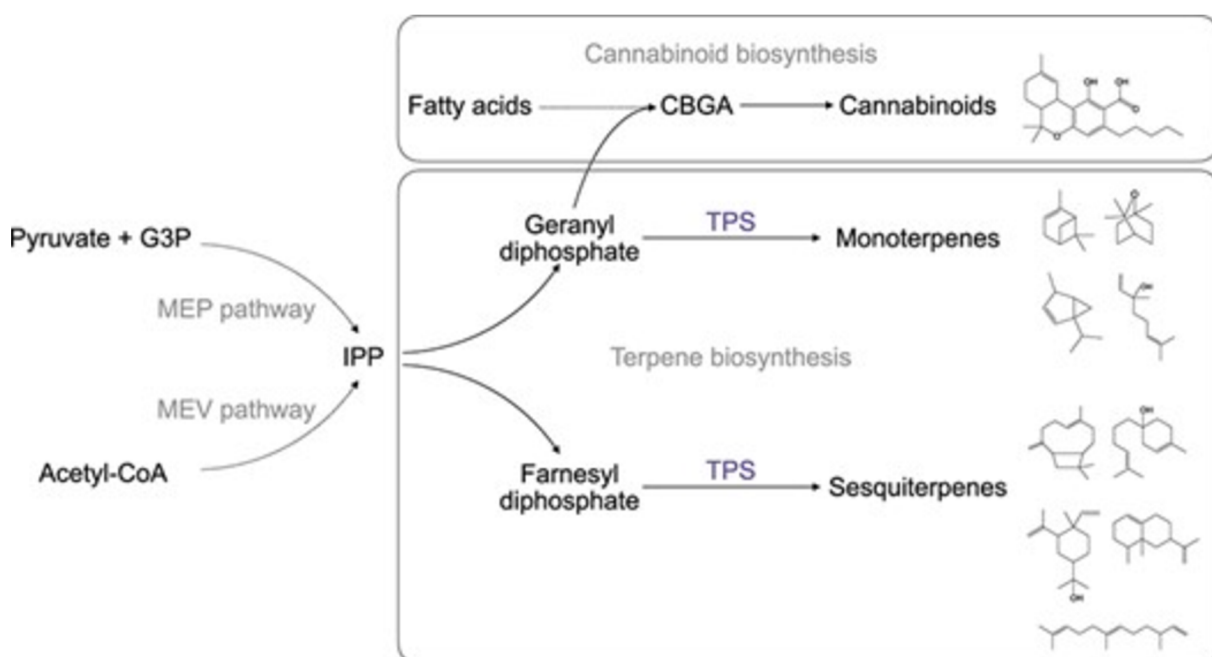 Cannabinoid biosynthesis
Fatty acids
CBGA
Cannabinoids
OH
OH
O
O
Pyruvate + G3P
MEP pathway
IPP
MEV pathway
Acetyl-CoA
Geranyl
diphosphate
TPS
Monoterpenes
O
OH
Terpene biosynthesis
Farnesyl
diphosphate
TPS
Sesquiterpenes
OH
OH